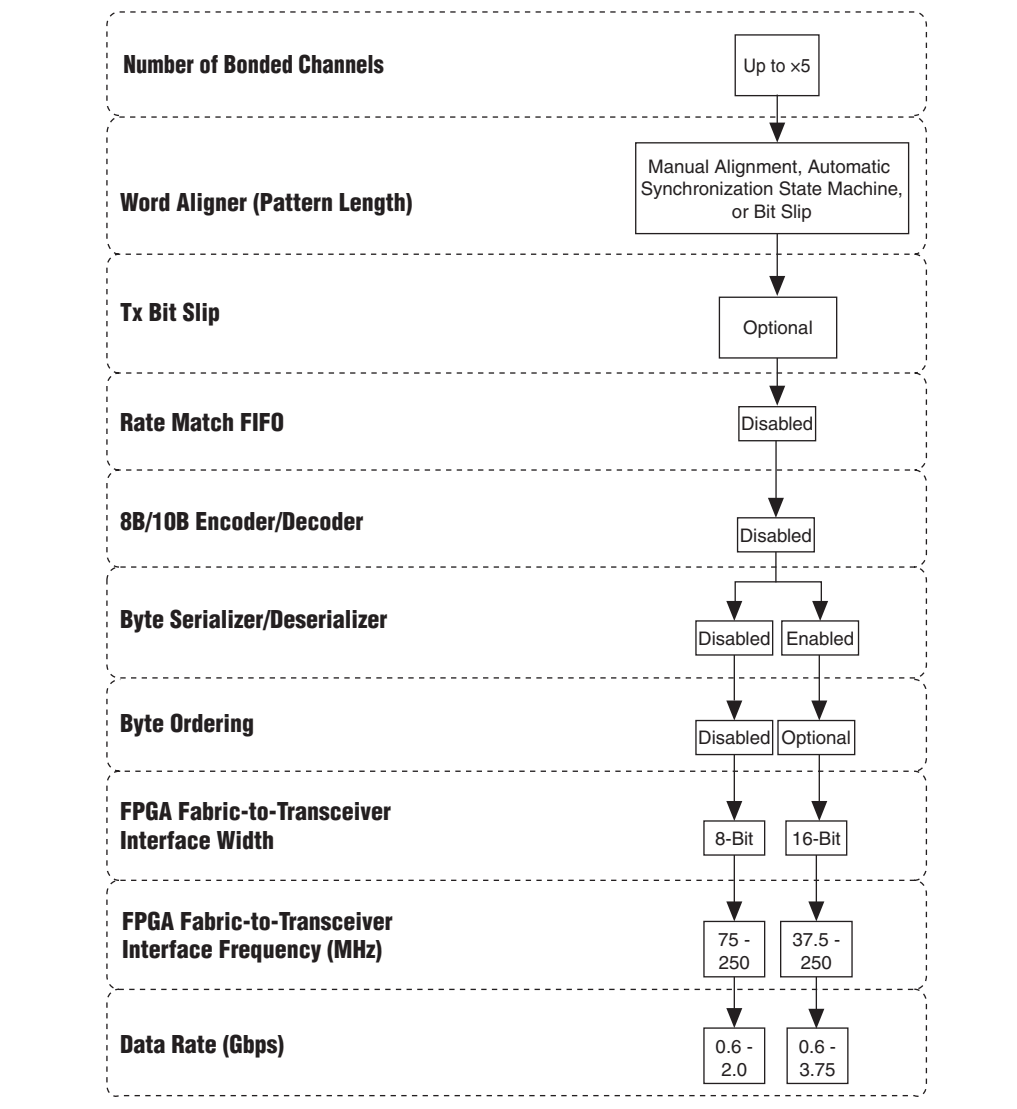 Number of Bonded Channels
Up to ×5
Word Aligner (Pattern Length)
Manual Alignment, Automatic
Synchronization State Machine,
or Bit Slip
Tx Bit Slip
Optional
Rate Match FIFO
Disabled
8B/10B Encoder/Decoder
Disabled
Byte Serializer/Deserializer
Disabled
Enabled
Byte Ordering
Disabled
Optional
FPGA Fabric-to-Transceiver
Interface Width
8-Bit
16-Bit
FPGA Fabric-to-Transceiver
Interface Frequency (MHz)
75 -
250
37.5 -
250
Data Rate (Gbps)
0.6 -
2.0
0.6 -
3.75